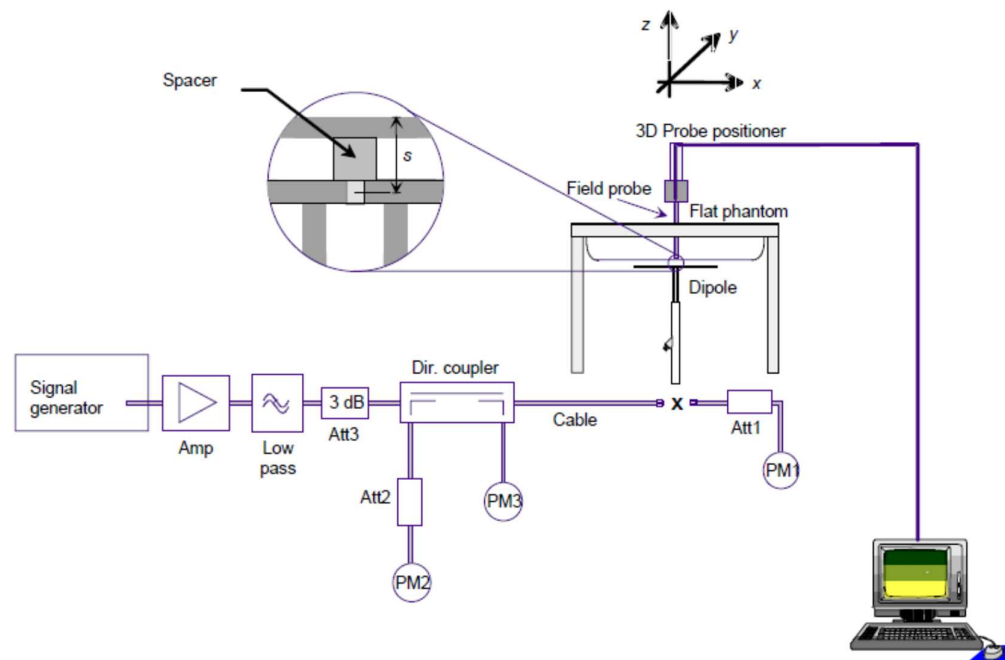 z
y
x
Spacer
s
3D Probe positioner
Field probe
Flat phantom
Dipole
Signal
generator
Amp
Low
pass
3 dB
Att3
Dir. coupler
Cable
x
Att1
PM1
Att2
PM3
PM2